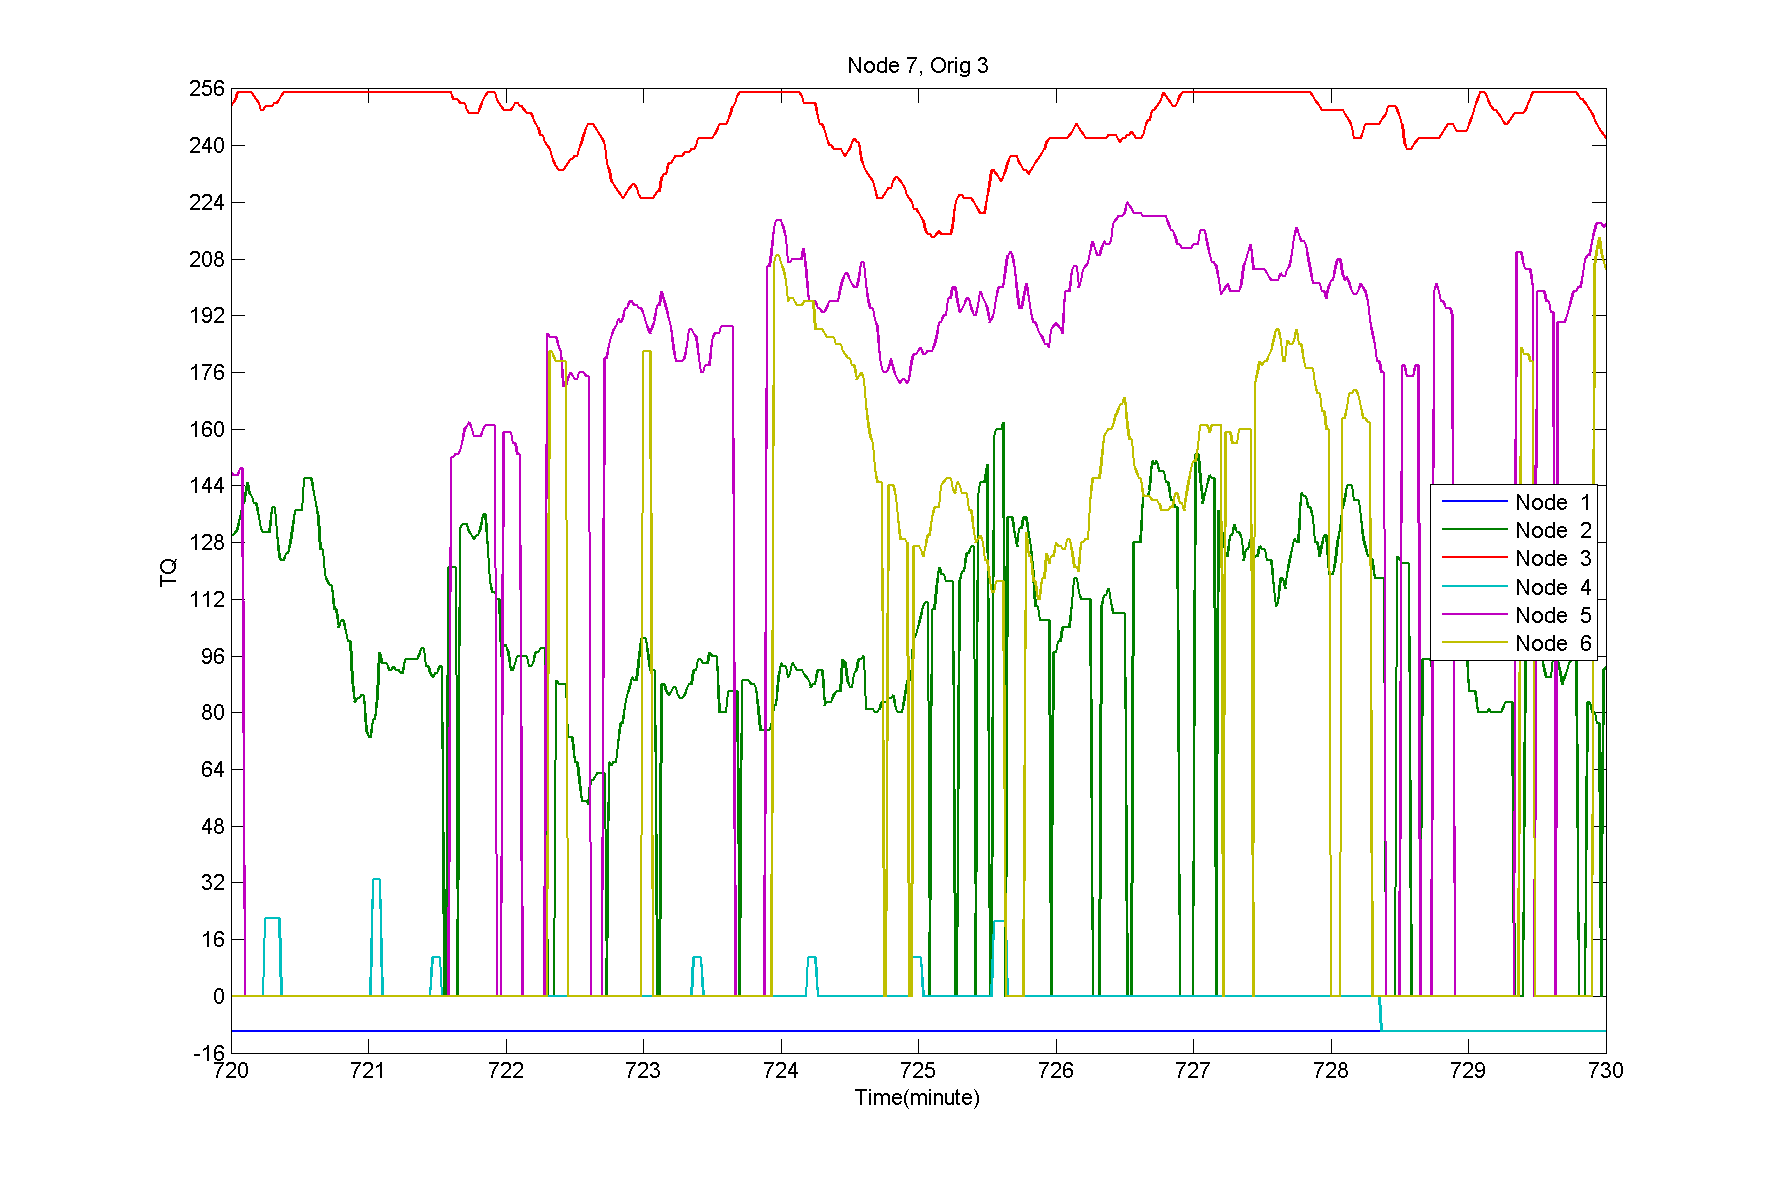 Node 7, Orig 3
256
240
224
208
192
176
160
144
128
112
96
80
64
48
32
16
0
-16
TQ
Node 1
Node 2
Node 3
Node 4
Node 5
Node 6
720 721 722 723 724 725 726 727 728 729 730
Time(minute)